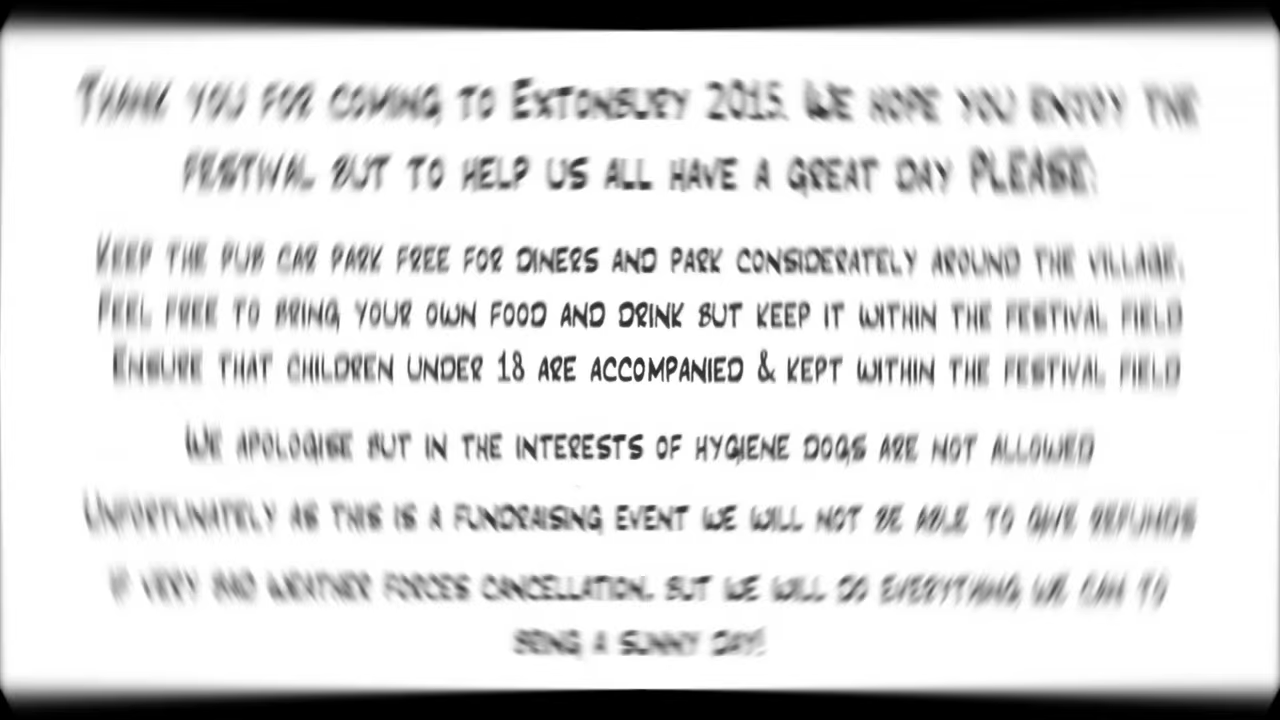 Thank you for coming to Extonbury 2015. We hope you enjoy the
festival but to help us all have a great day PLEASE:
Keep the pub car park free for diners and park considerately around the village.
Feel free to bring your own food and drink but keep it within the festival field
Ensure that children under 18 are accompanied & kept within the festival field
We apologise but in the interests of hygiene dogs are not allowed
Unfortunately as this is a fundraising event we will not be able to give refunds
if very bad weather forces cancellation, but we will do everything we can to
bring a sunny day!